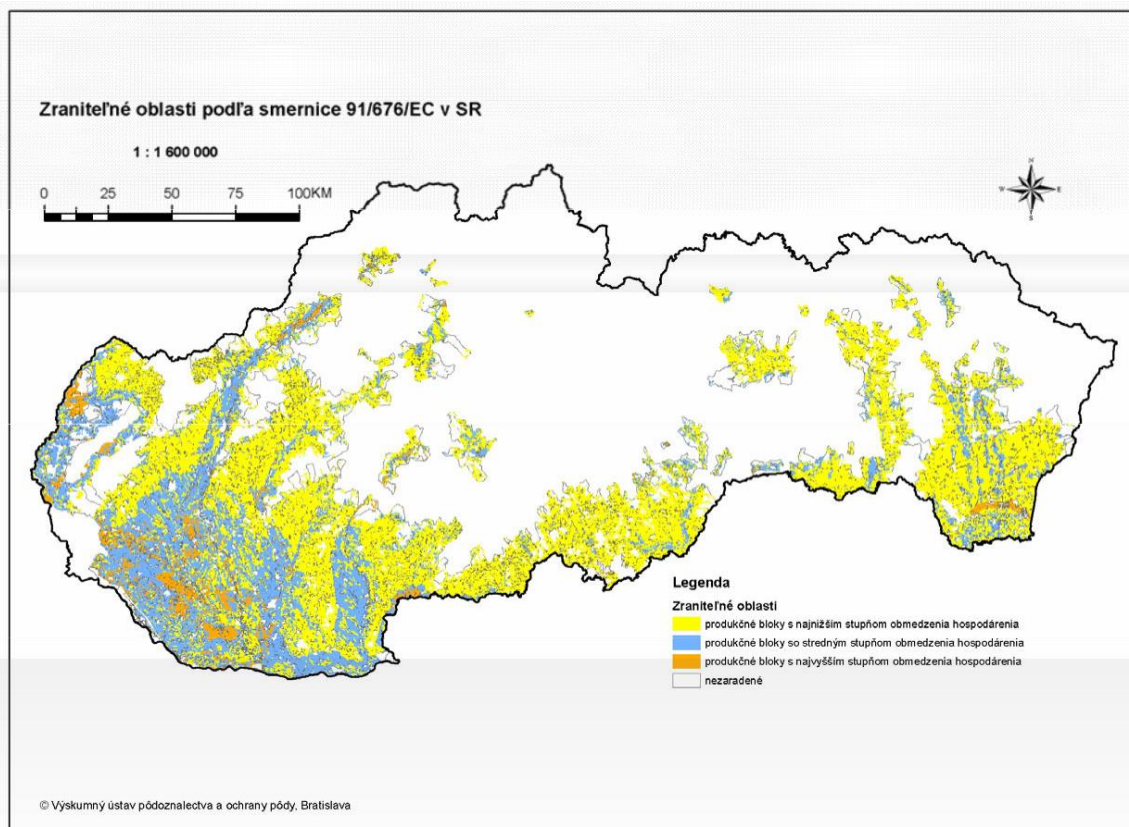 Zraniteľné oblasti podľa smernice 91/676/EC v SR
1 : 1 600 000
0 25 50 75 100KM
N
W E
S
Legenda
Zraniteľné oblasti
produkčné bloky s najnižším stupňom obmedzenia hospodárenia
produkčné bloky so stredným stupňom obmedzenia hospodárenia
produkčné bloky s najvyšším stupňom obmedzenia hospodárenia
nezaradené
© Výskumný ústav pôdoznalectva a ochrany pôdy, Bratislava